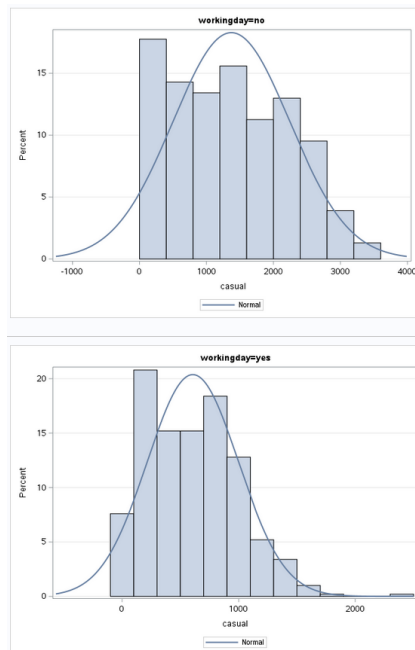 workingday=no
15
10
5
0
Percent
-1000 0 1000 2000 3000 4000
casual
Normal
workingday=yes
20
15
10
5
0
Percent
0 1000 2000
casual
Normal